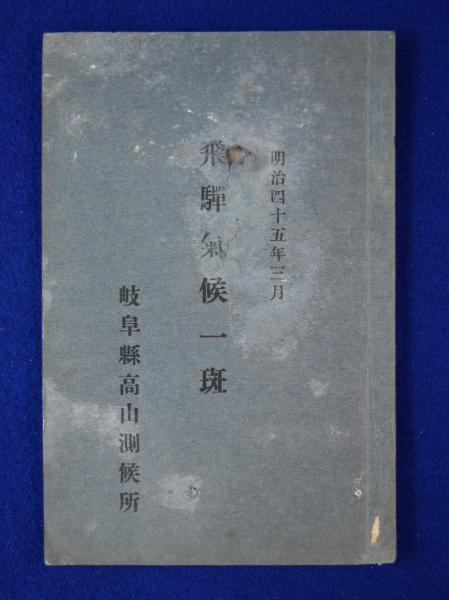 明治四十五年三月
飛驒氣候一斑
岐阜縣高山測候所